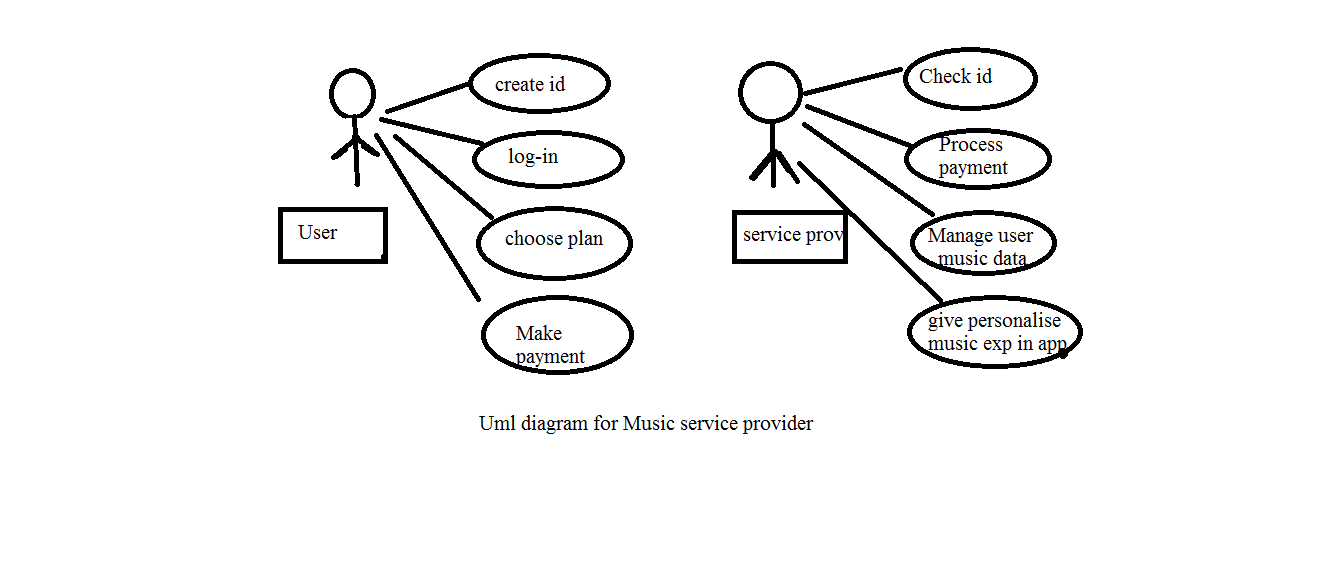 create id
log-in
choose plan
Make
payment
User
Check id
Process
payment
Manage user
music data
give personalise
music exp in app
service prov
Uml diagram for Music service provider